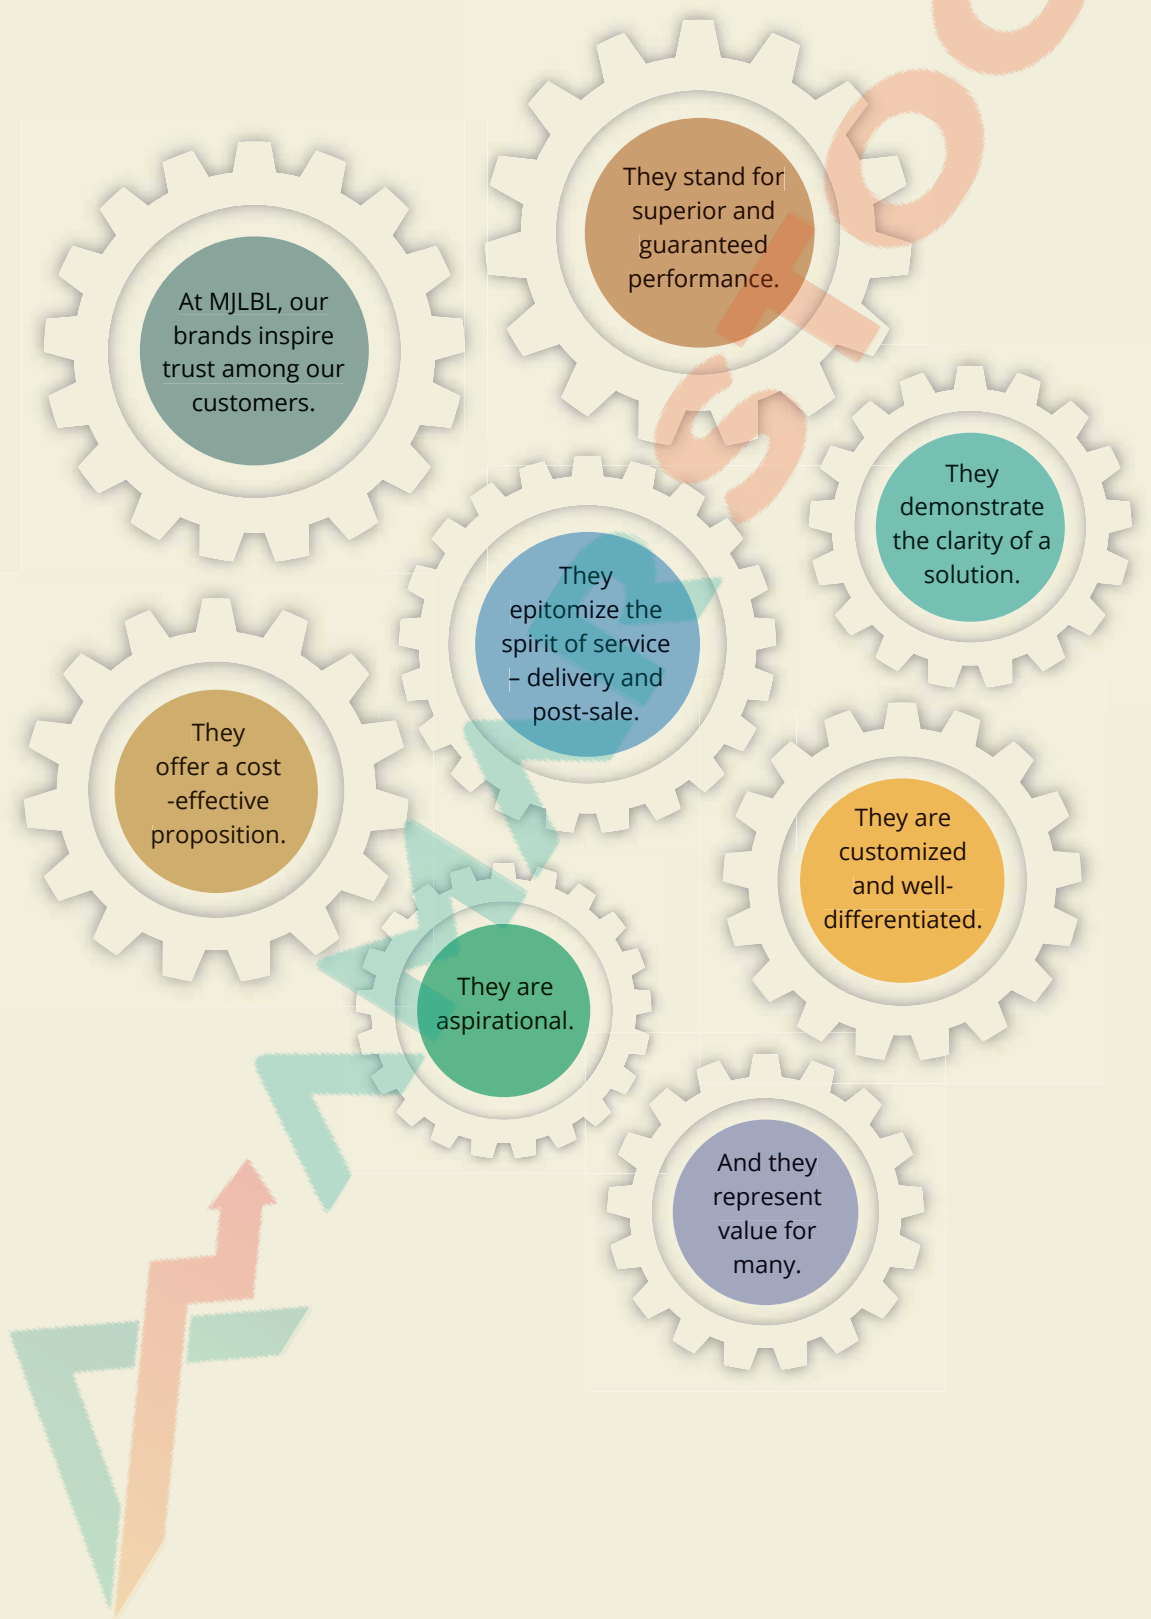 At MJLBL, our
brands inspire
trust among our
customers.
They stand for
superior and
guaranteed
performance.
They
demonstrate
the clarity of a
solution.
They
epitomize the
spirit of service
– delivery and
post-sale.
They
offer a cost
-effective
proposition.
They are
customized
and well-
differentiated.
They are
aspirational.
And they
represent
value for
many.